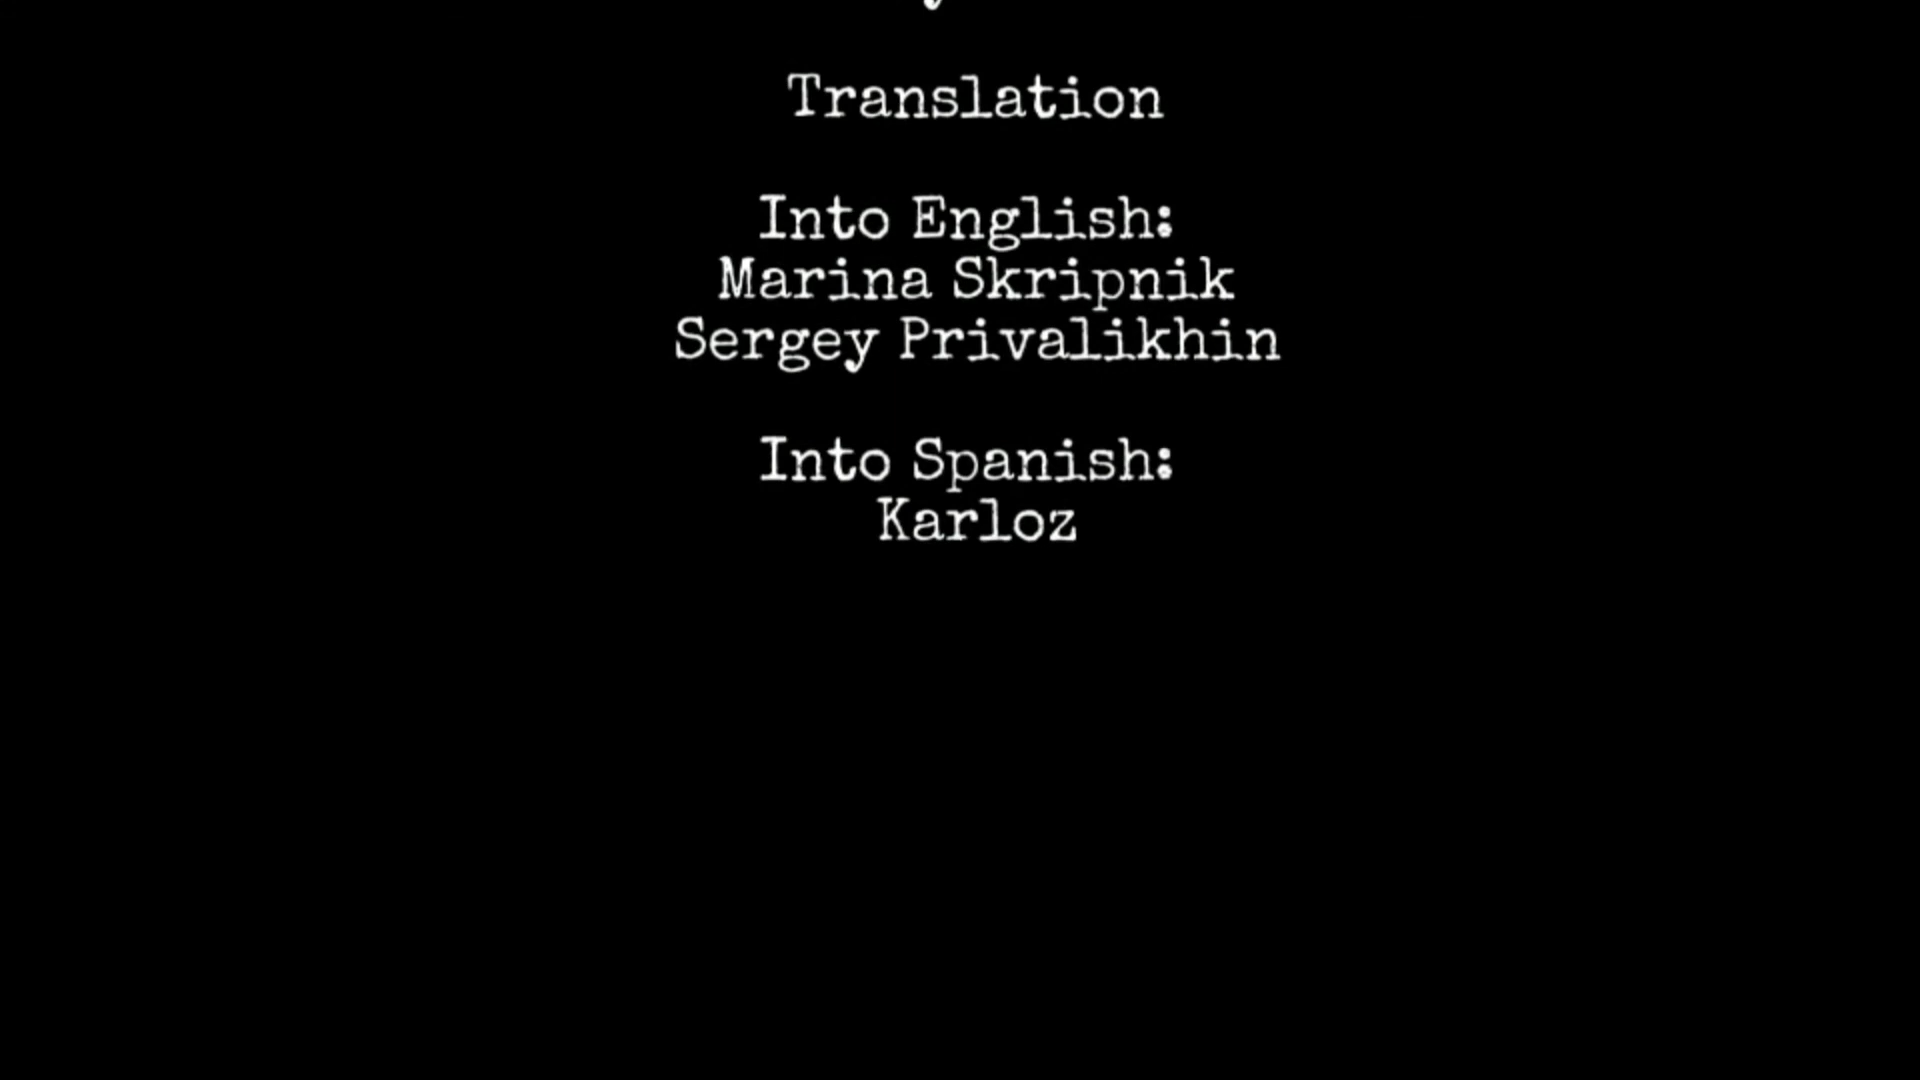 Translation
Into English:
Marina Skripnik
Sergey Privalikhin
Into Spanish:
Karloz